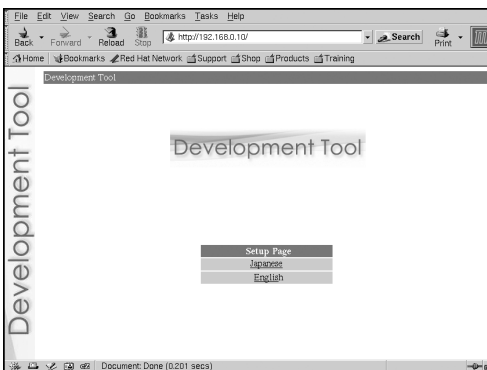 File Edit View Search Go Bookmarks Tasks Help
Back Forward Reload Stop http://192.168.0.10/ Search Print
Home Bookmarks Red Hat Network Support Shop Products Training
Development Tool
Development Tool
Development Tool
Setup Page
Japanese
English
Document: Done (0.201 secs)